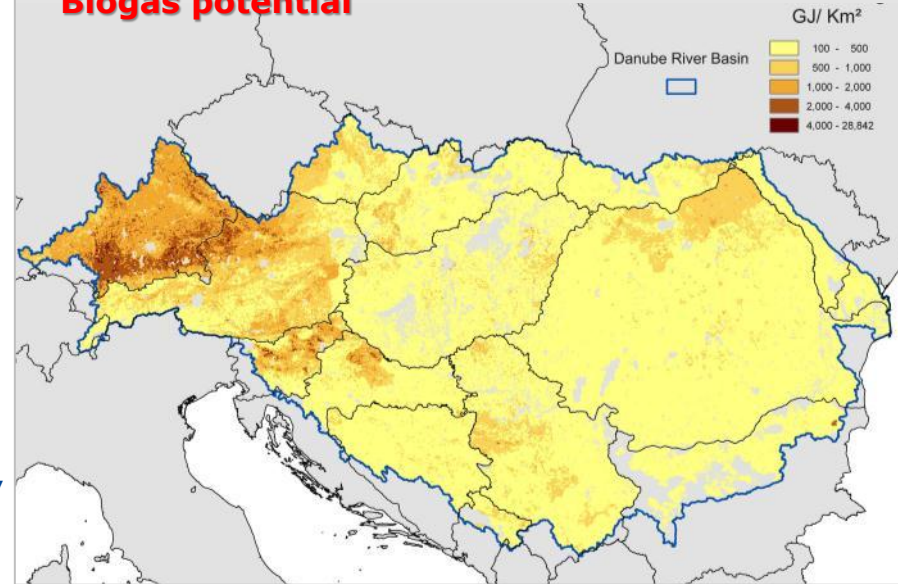 Biogas potential
GJ/ Km²
Danube River Basin
100 - 500
500 - 1,000
1,000 - 2,000
2,000 - 4,000
4,000 - 28,842